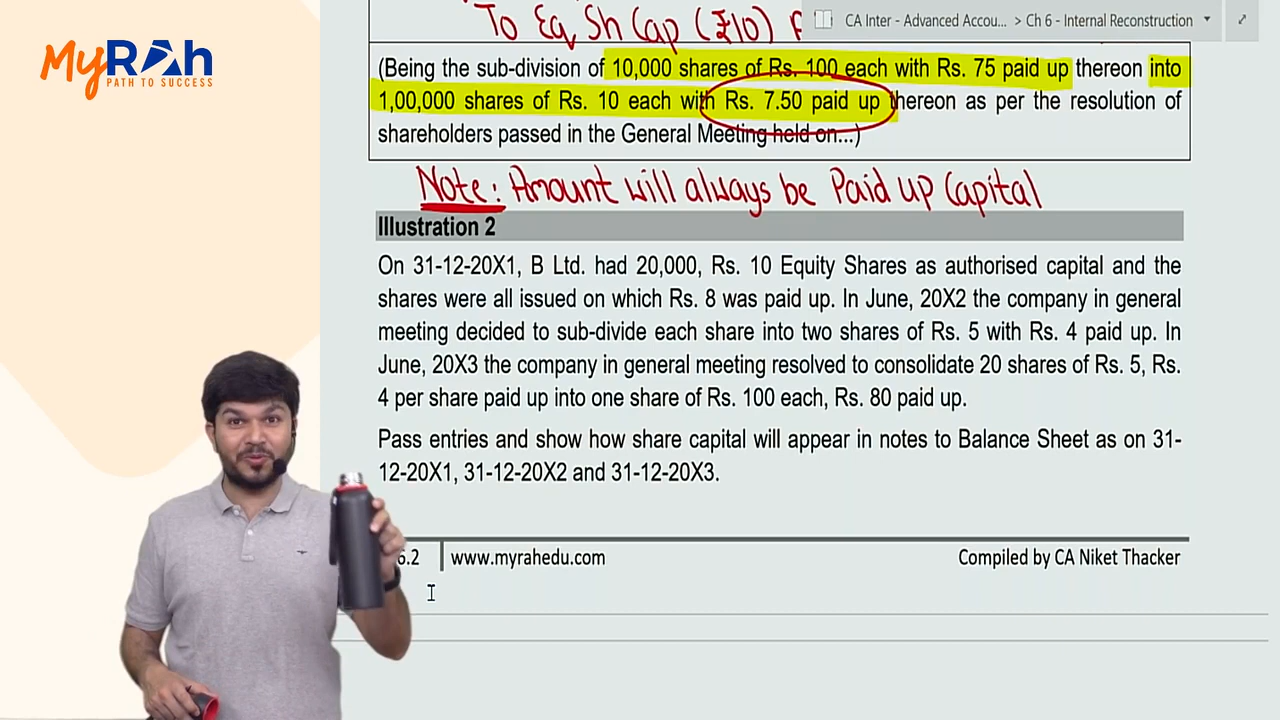 MyRAh
PATH TO SUCCESS
CA Inter - Advanced Accou... > Ch 6 - Internal Reconstruction
To Eq Sh Cap (₹10)
(Being the sub-division of 10,000 shares of Rs. 100 each with Rs. 75 paid up thereon into
1,00,000 shares of Rs. 10 each with Rs. 7.50 paid up thereon as per the resolution of
shareholders passed in the General Meeting held on...)
Note: Amount will always be Paid up Capital
Illustration 2
On 31-12-20X1, B Ltd. had 20,000, Rs. 10 Equity Shares as authorised capital and the
shares were all issued on which Rs. 8 was paid up. In June, 20X2 the company in general
meeting decided to sub-divide each share into two shares of Rs. 5 with Rs. 4 paid up. In
June, 20X3 the company in general meeting resolved to consolidate 20 shares of Rs. 5, Rs.
4 per share paid up into one share of Rs. 100 each, Rs. 80 paid up.
Pass entries and show how share capital will appear in notes to Balance Sheet as on 31-
12-20X1, 31-12-20X2 and 31-12-20X3.
6.2
www.myrahedu.com
Compiled by CA Niket Thacker